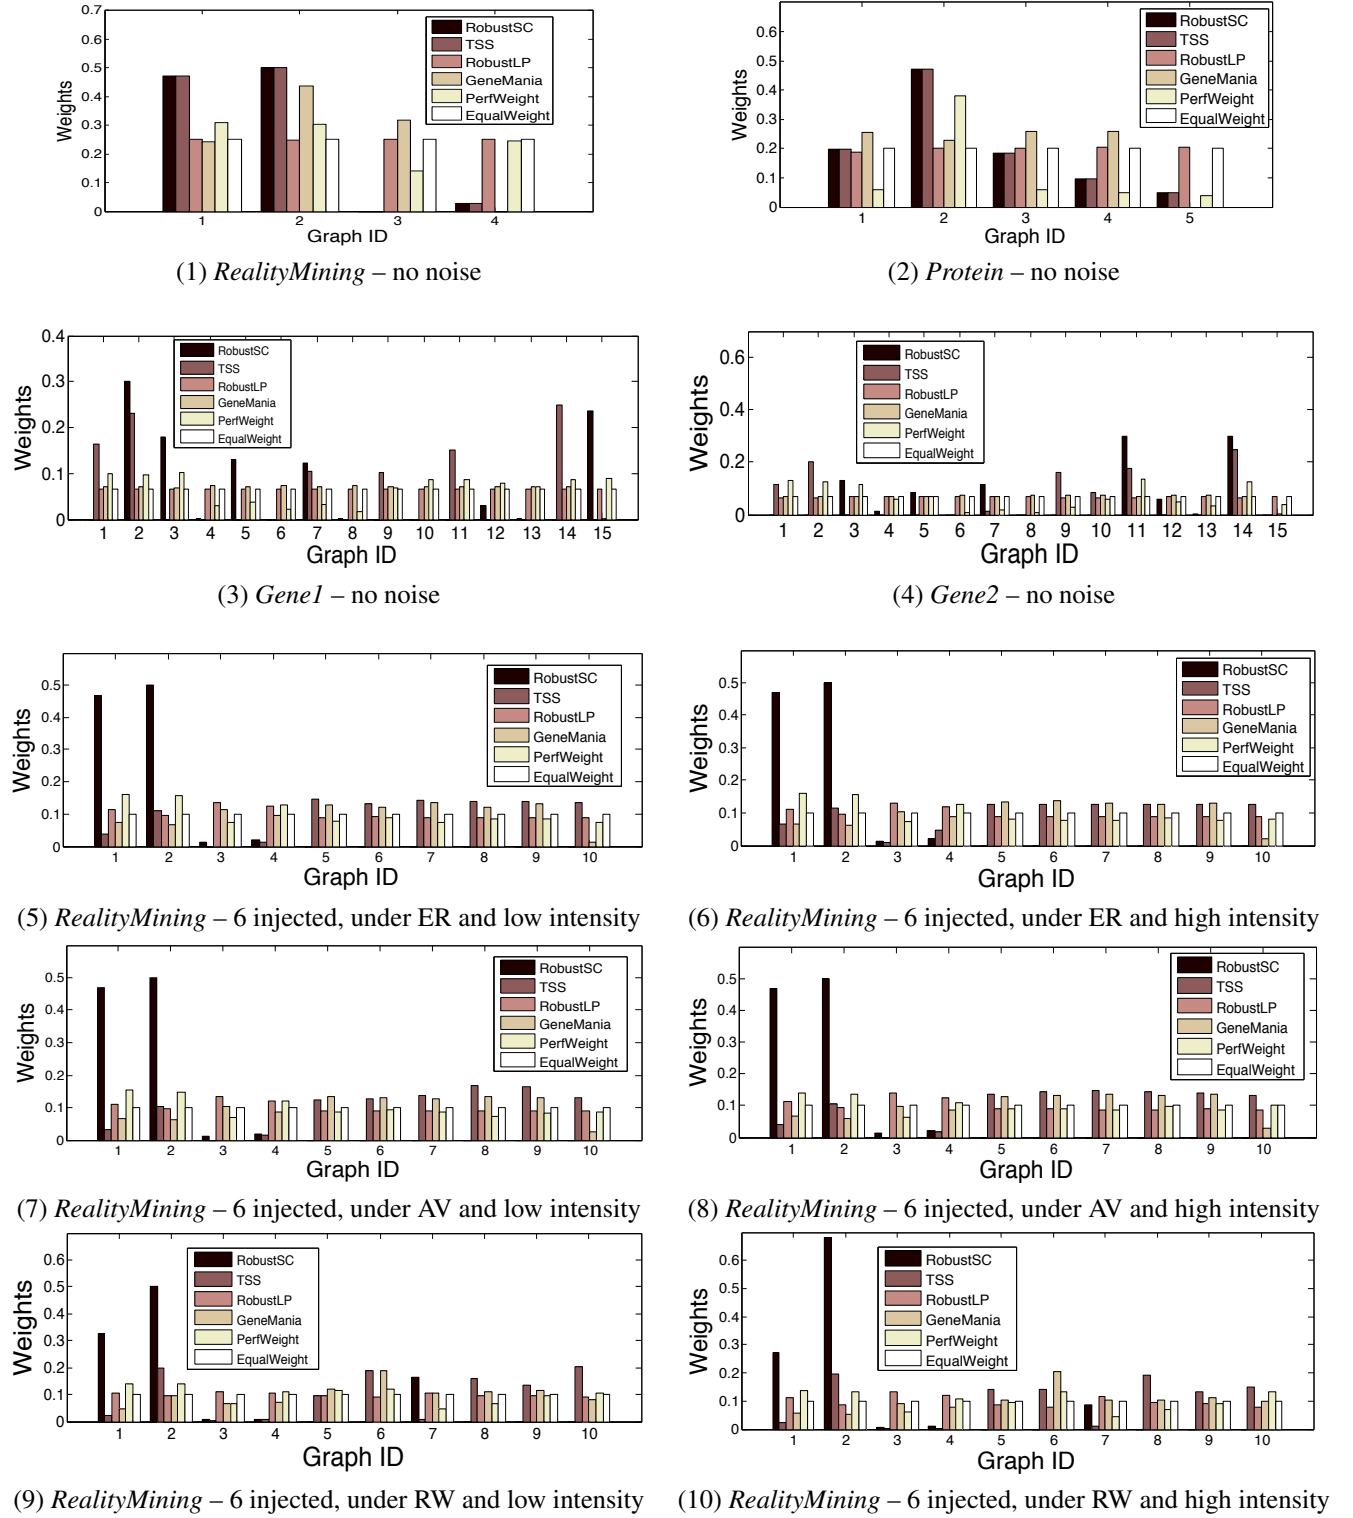 0.7
0.6
0.5
0.4
0.3
0.2
0.1
0
Weights
RobustSC
TSS
RobustLP
GeneMania
PerfWeight
EqualWeight
1 2 3 4
Graph ID
(1) RealityMining – no noise
0.6
0.4
0.2
0
Weights
RobustSC
TSS
RobustLP
GeneMania
PerfWeight
EqualWeight
1 2 3 4 5
Graph ID
(2) Protein – no noise
0.4
0.3
0.2
0.1
0
Weights
RobustSC
TSS
RobustLP
GeneMania
PerfWeight
EqualWeight
1 2 3 4 5 6 7 8 9 10 11 12 13 14 15
Graph ID
(3) Gene1 – no noise
0.6
0.4
0.2
0
Weights
RobustSC
TSS
RobustLP
GeneMania
PerfWeight
EqualWeight
1 2 3 4 5 6 7 8 9 10 11 12 13 14 15
Graph ID
(4) Gene2 – no noise
0.5
0.4
0.3
0.2
0.1
0
Weights
RobustSC
TSS
RobustLP
GeneMania
PerfWeight
EqualWeight
1 2 3 4 5 6 7 8 9 10
Graph ID
(5) RealityMining – 6 injected, under ER and low intensity
0.5
0.4
0.3
0.2
0.1
0
Weights
RobustSC
TSS
RobustLP
GeneMania
PerfWeight
EqualWeight
1 2 3 4 5 6 7 8 9 10
Graph ID
(6) RealityMining – 6 injected, under ER and high intensity
0.5
0.4
0.3
0.2
0.1
0
Weights
RobustSC
TSS
RobustLP
GeneMania
PerfWeight
EqualWeight
1 2 3 4 5 6 7 8 9 10
Graph ID
(7) RealityMining – 6 injected, under AV and low intensity
0.5
0.4
0.3
0.2
0.1
0
Weights
RobustSC
TSS
RobustLP
GeneMania
PerfWeight
EqualWeight
1 2 3 4 5 6 7 8 9 10
Graph ID
(8) RealityMining – 6 injected, under AV and high intensity
0.6
0.5
0.4
0.3
0.2
0.1
0
Weights
RobustSC
TSS
RobustLP
GeneMania
PerfWeight
EqualWeight
1 2 3 4 5 6 7 8 9 10
Graph ID
(9) RealityMining – 6 injected, under RW and low intensity
0.6
0.5
0.4
0.3
0.2
0.1
0
Weights
RobustSC
TSS
RobustLP
GeneMania
PerfWeight
EqualWeight
1 2 3 4 5 6 7 8 9 10
Graph ID
(10) RealityMining – 6 injected, under RW and high intensity